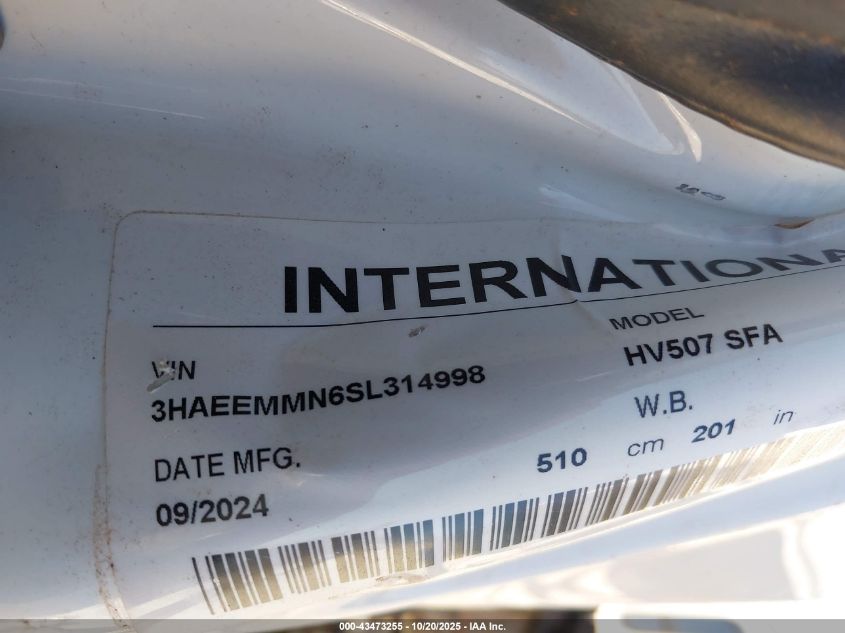 INTERNATIONA
MODEL
HV507 SFA
VIN
3HAEEMMN6SL314998
W.B.
510 cm 201 in
DATE MFG.
09/2024
000-43473255 - 10/20/2025 - IAA Inc.